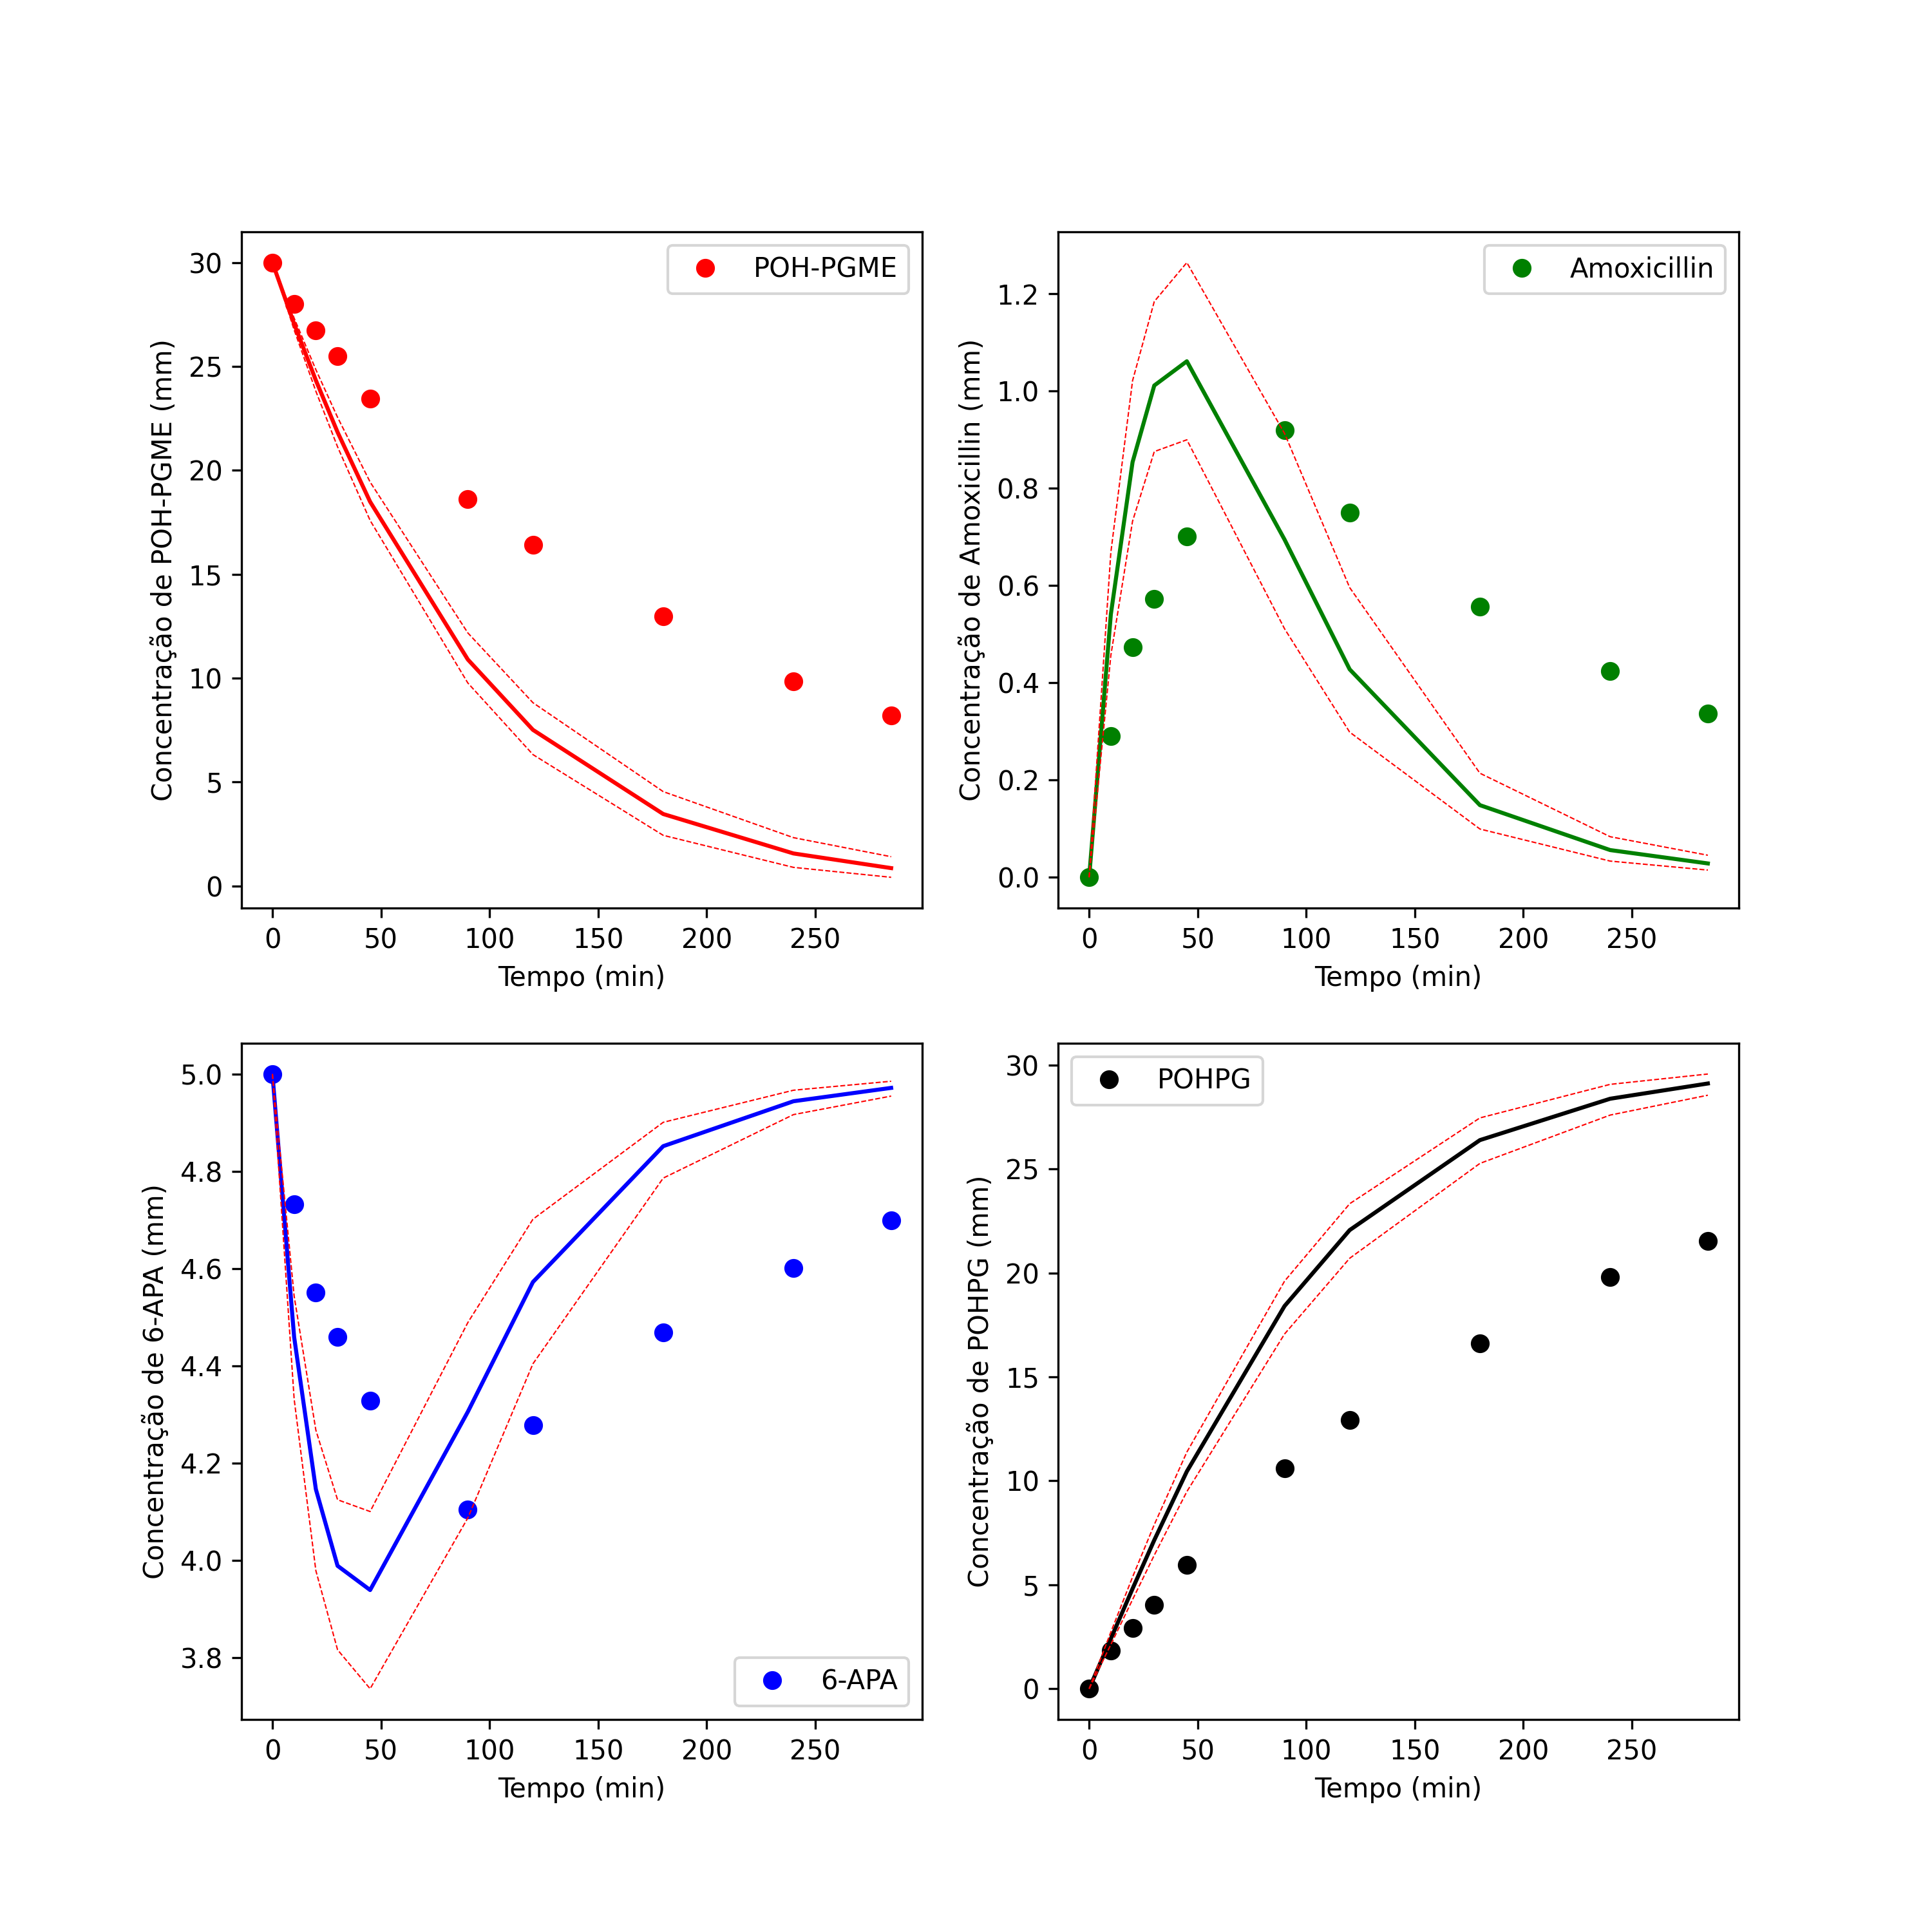 POH-PGME
Concentração de POH-PGME (mm)
30
25
20
15
10
5
0
0 50 100 150 200 250
Tempo (min)
Amoxicillin
Concentração de Amoxicillin (mm)
1.2
1.0
0.8
0.6
0.4
0.2
0.0
0 50 100 150 200 250
Tempo (min)
6-APA
Concentração de 6-APA (mm)
5.0
4.8
4.6
4.4
4.2
4.0
3.8
0 50 100 150 200 250
Tempo (min)
POHPG
Concentração de POHPG (mm)
30
25
20
15
10
5
0
0 50 100 150 200 250
Tempo (min)